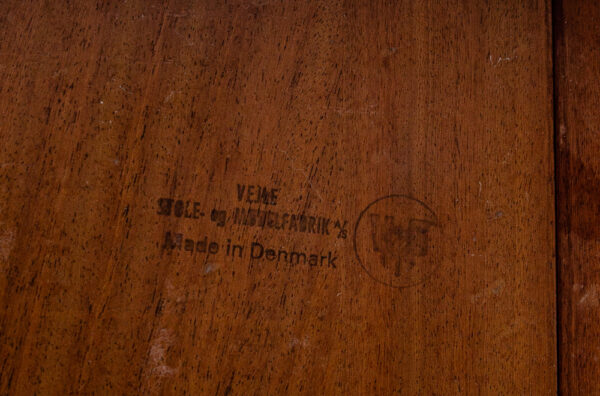 VEJLE
STOLE- og MØBELFABRIK A/S
Made in Denmark